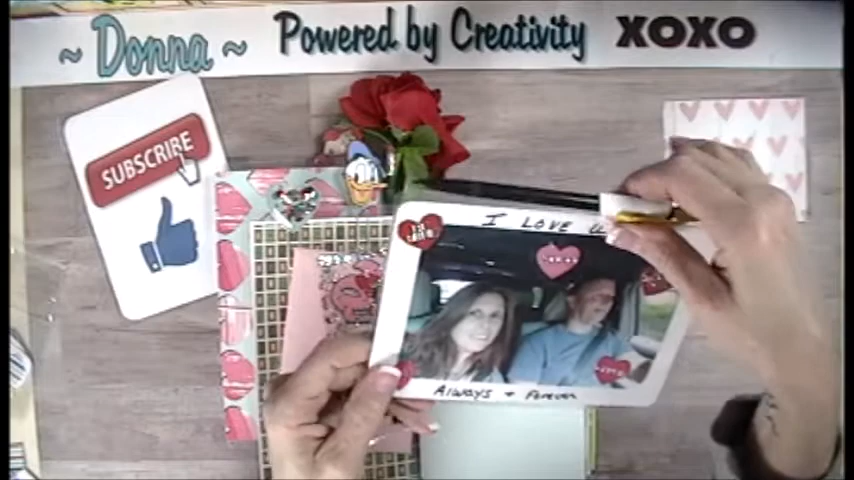 ~ Donna ~ Powered by Creativity XOXO
SUBSCRIBE
I LOVE
Always + Forever